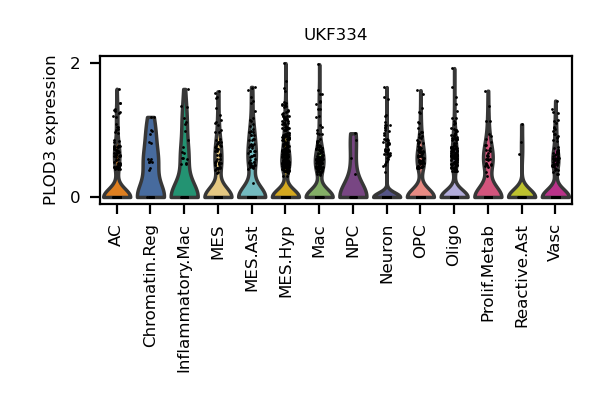 UKF334
PLOD3 expression
2
0
AC
Chromatin.Reg
Inflammatory.Mac
MES
MES.Ast
MES.Hyp
Mac
NPC
Neuron
OPC
Oligo
Prolif.Metab
Reactive.Ast
Vasc